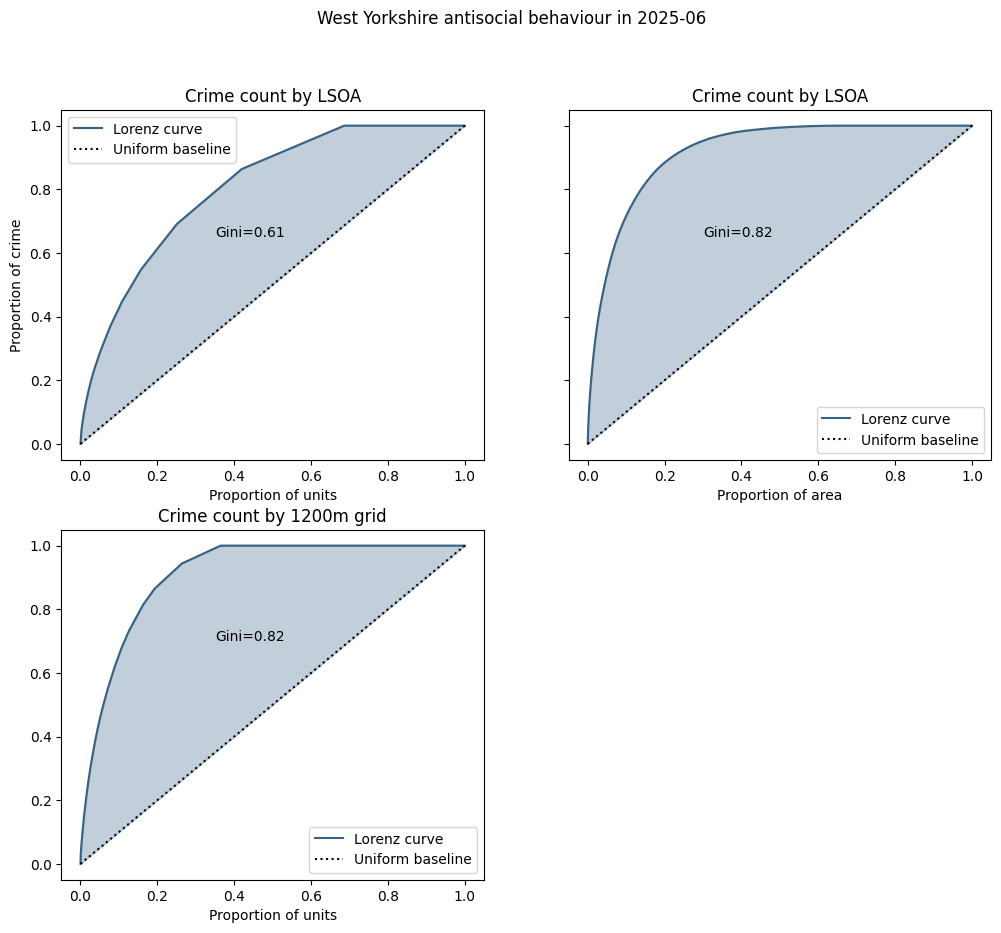 West Yorkshire antisocial behaviour in 2025-06
Crime count by LSOA
Lorenz curve
Uniform baseline
Gini=0.61
Proportion of crime
1.0
0.8
0.6
0.4
0.2
0.0
0.0 0.2 0.4 0.6 0.8 1.0
Proportion of units
Crime count by LSOA
Gini=0.82
Lorenz curve
Uniform baseline
0.0 0.2 0.4 0.6 0.8 1.0
Proportion of area
Crime count by 1200m grid
1.0
0.8
0.6
0.4
0.2
0.0
Gini=0.82
Lorenz curve
Uniform baseline
0.0 0.2 0.4 0.6 0.8 1.0
Proportion of units